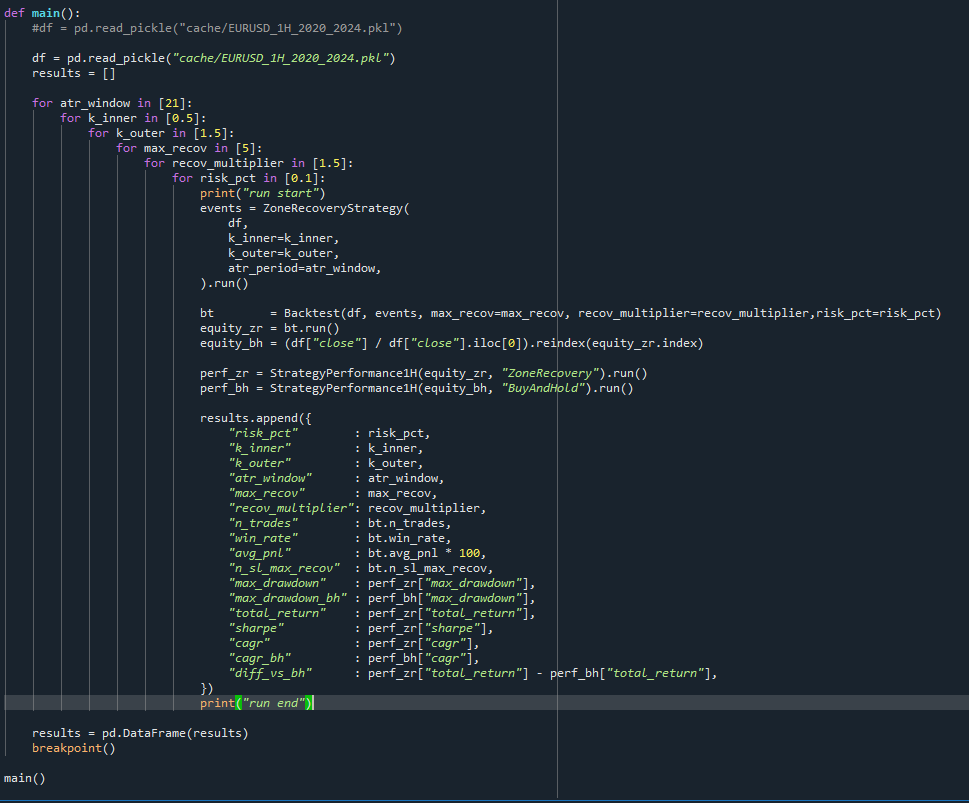 def main():
    #df = pd.read_pickle("cache/EURUSD_1H_2020_2024.pkl")
    df = pd.read_pickle("cache/EURUSD_1H_2020_2024.pkl")
    results = []
    for atr_window in [21]:
        for k_inner in [0.5]:
            for k_outer in [1.5]:
                for max_recov in [5]:
                    for recov_multiplier in [1.5]:
                        for risk_pct in [0.1]:
                            print("run start")
                            events = ZoneRecoveryStrategy(
                                df,
                                k_inner=k_inner,
                                k_outer=k_outer,
                                atr_period=atr_window,
                            ).run()
                            bt        = Backtest(df, events, max_recov=max_recov, recov_multiplier=recov_multiplier,risk_pct=risk_pct)
                            equity_zr = bt.run()
                            equity_bh = (df["close"] / df["close"].iloc[0]).reindex(equity_zr.index)
                            perf_zr = StrategyPerformance1H(equity_zr, "ZoneRecovery").run()
                            perf_bh = StrategyPerformance1H(equity_bh, "BuyAndHold").run()
                            results.append({
                                "risk_pct"        : risk_pct,
                                "k_inner"         : k_inner,
                                "k_outer"         : k_outer,
                                "atr_window"      : atr_window,
                                "max_recov"       : max_recov,
                                "recov_multiplier": recov_multiplier,
                                "n_trades"        : bt.n_trades,
                                "win_rate"        : bt.win_rate,
                                "avg_pnl"         : bt.avg_pnl * 100,
                                "n_sl_max_recov"  : bt.n_sl_max_recov,
                                "max_drawdown"    : perf_zr["max_drawdown"],
                                "max_drawdown_bh" : perf_bh["max_drawdown"],
                                "total_return"    : perf_zr["total_return"],
                                "sharpe"          : perf_zr["sharpe"],
                                "cagr"            : perf_zr["cagr"],
                                "cagr_bh"         : perf_bh["cagr"],
                                "diff_vs_bh"      : perf_zr["total_return"] - perf_bh["total_return"],
                            })
                            print("run end")
    results = pd.DataFrame(results)
    breakpoint()
main()